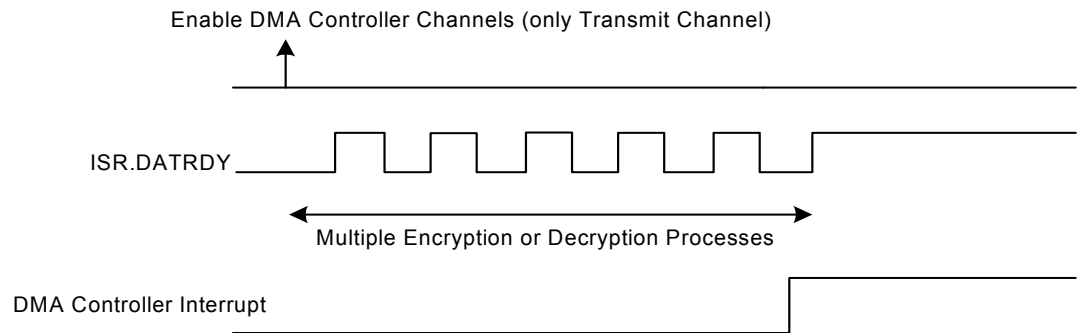 Enable DMA Controller Channels (only Transmit Channel)
ISR.DATRDY
Multiple Encryption or Decryption Processes
DMA Controller Interrupt